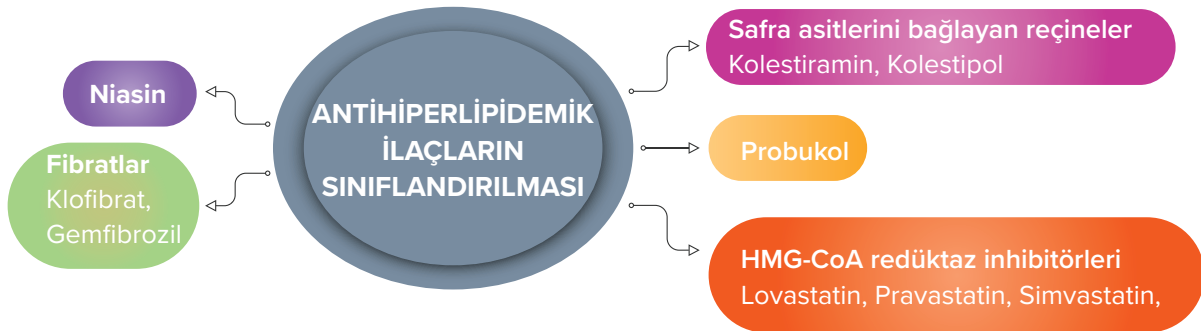 Safra asitlerini bağlayan reçineler
Kolestiramin, Kolestipol
Niasin
ANTİHİPERLİPİDEMİK
İLAÇLARIN
SINIFLANDIRILMASI
Probukol
Fibratlar
Klofibrat,
Gemfibrozil
HMG-CoA redüktaz inhibitörleri
Lovastatin, Pravastatin, Simvastatin,